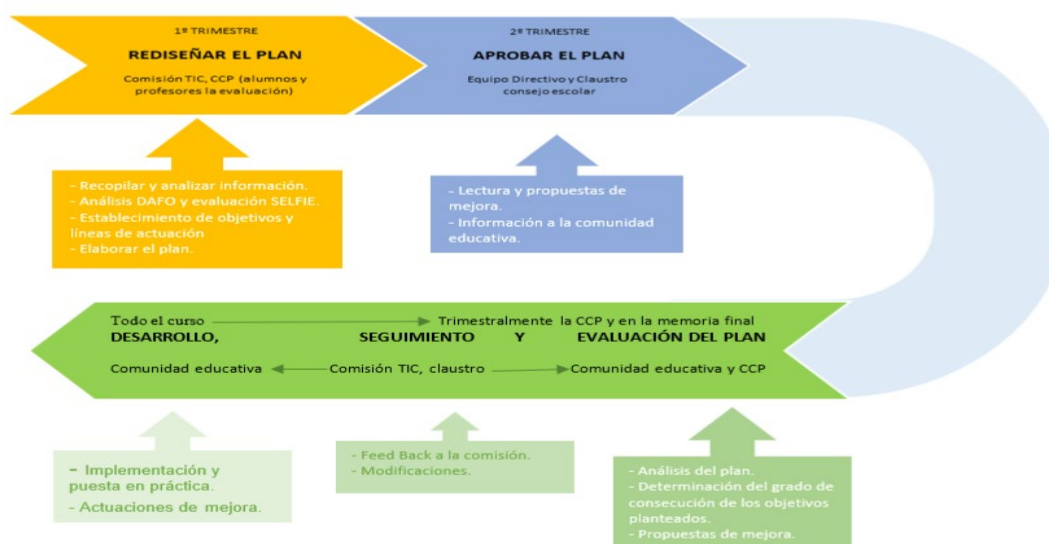 1º TRIMESTRE
REDISEÑAR EL PLAN
Comisión TIC, CCP (alumnos y
profesores la evaluación)
2º TRIMESTRE
APROBAR EL PLAN
Equipo Directivo y Claustro
consejo escolar
- Recopilar y analizar información.
- Análisis DAFO y evaluación SELFIE.
- Establecimiento de objetivos y
líneas de actuación
- Elaborar el plan.
- Lectura y propuestas de
mejora.
- Información a la comunidad
educativa.
Todo el curso Trimestralmente la CCP y en la memoria final
DESARROLLO, SEGUIMIENTO Y EVALUACIÓN DEL PLAN
Comunidad educativa Comisión TIC, claustro Comunidad educativa y CCP
- Implementación y
puesta en práctica.
- Actuaciones de mejora.
- Feed Back a la comisión.
- Modificaciones.
- Análisis del plan.
- Determinación del grado de
consecución de los objetivos
planteados.
- Propuestas de mejora.